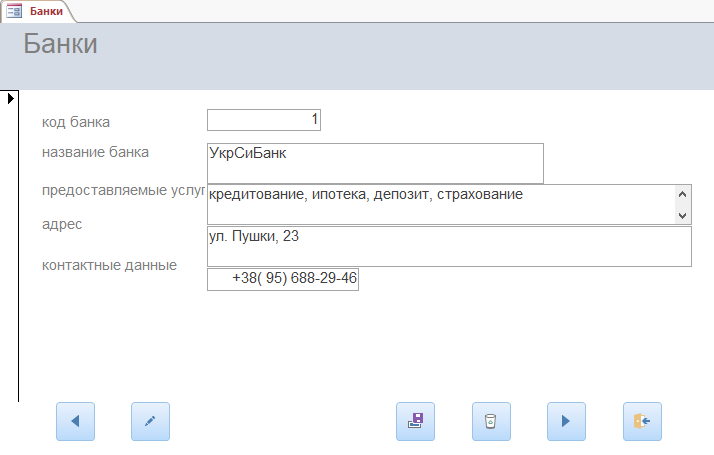 Банки
Банки
код банка
1
название банка
УкрСиБанк
предоставляемые услуг
кредитование, ипотека, депозит, страхование
адрес
ул. Пушки, 23
контактные данные
+38( 95) 688-29-46